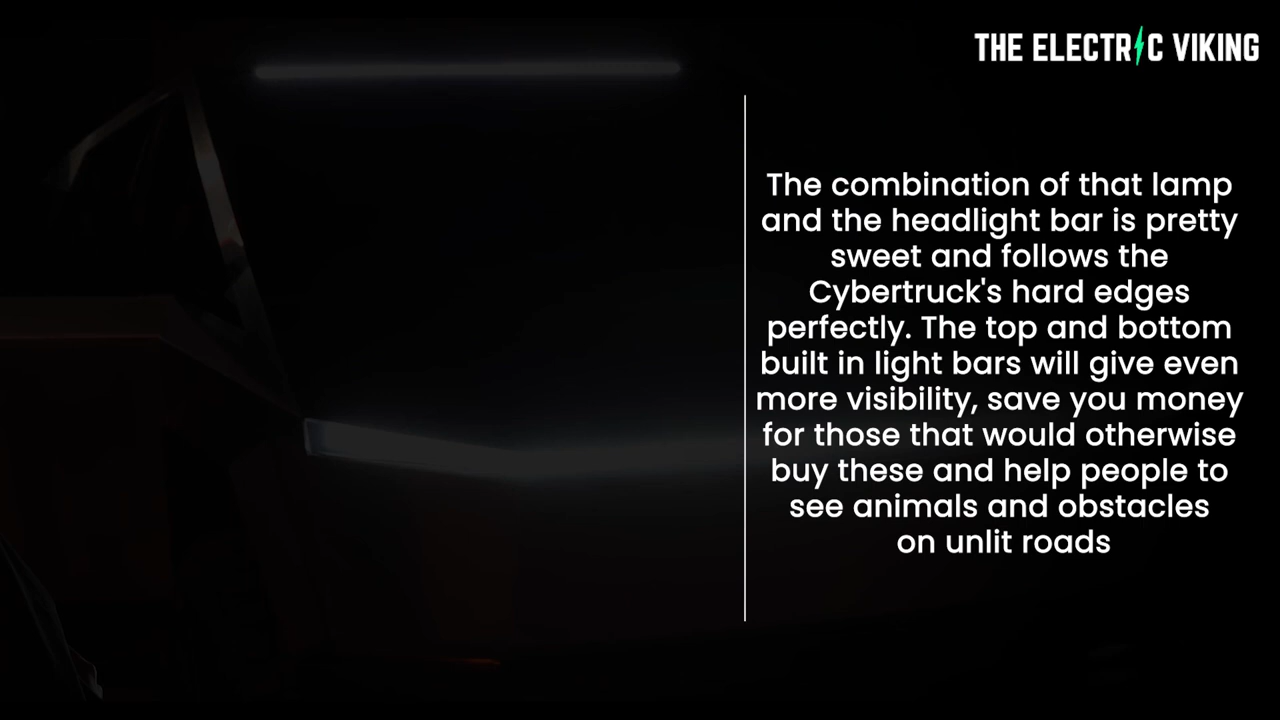 THE ELECTRIC VIKING
The combination of that lamp
and the headlight bar is pretty
sweet and follows the
Cybertruck's hard edges
perfectly. The top and bottom
built in light bars will give even
more visibility, save you money
for those that would otherwise
buy these and help people to
see animals and obstacles
on unlit roads